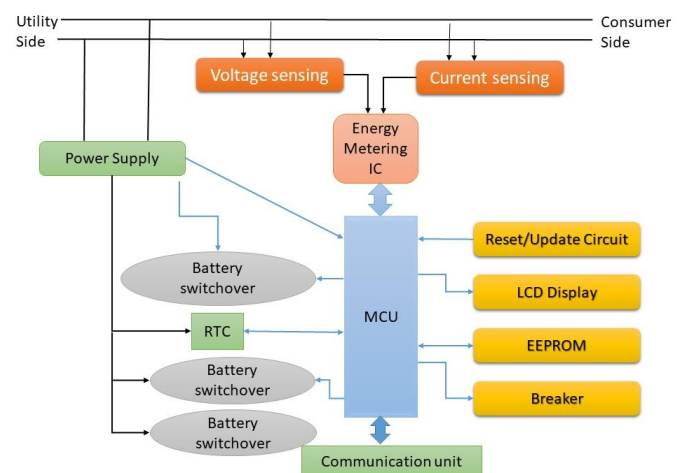 Utility
Side
Consumer
Side
Voltage sensing
Current sensing
Energy
Metering
IC
Power Supply
Battery
switchover
MCU
Reset/Update Circuit
LCD Display
RTC
EEPROM
Battery
switchover
Breaker
Battery
switchover
Communication unit